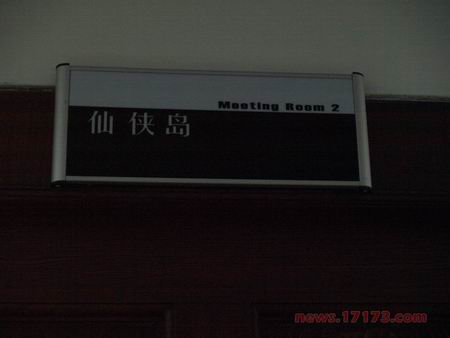 Meeting Room 2
仙侠岛
news.17173.com